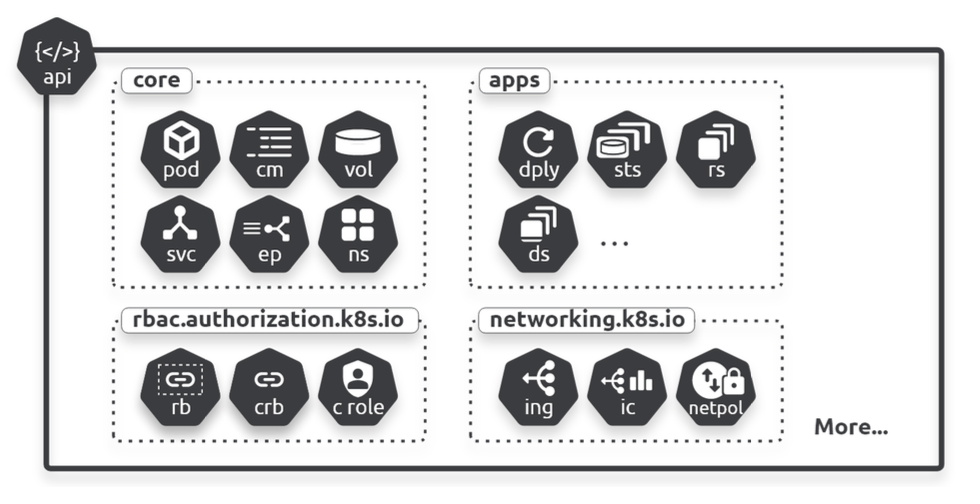 {</>}
api
core
pod cm vol
svc ep ns
apps
dply sts rs
ds ...
rbac.authorization.k8s.io
rb crb c role
networking.k8s.io
ing ic netpol
More...